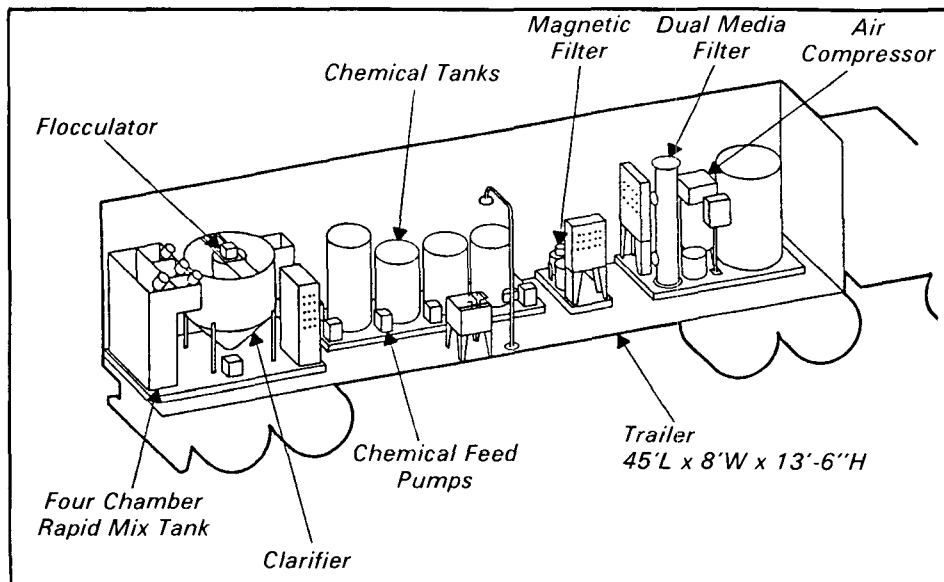 Magnetic
Filter
Dual Media
Filter
Air
Compressor
Chemical Tanks
Flocculator
Trailer
45'L x 8'W x 13'-6"H
Chemical Feed
Pumps
Four Chamber
Rapid Mix Tank
Clarifier